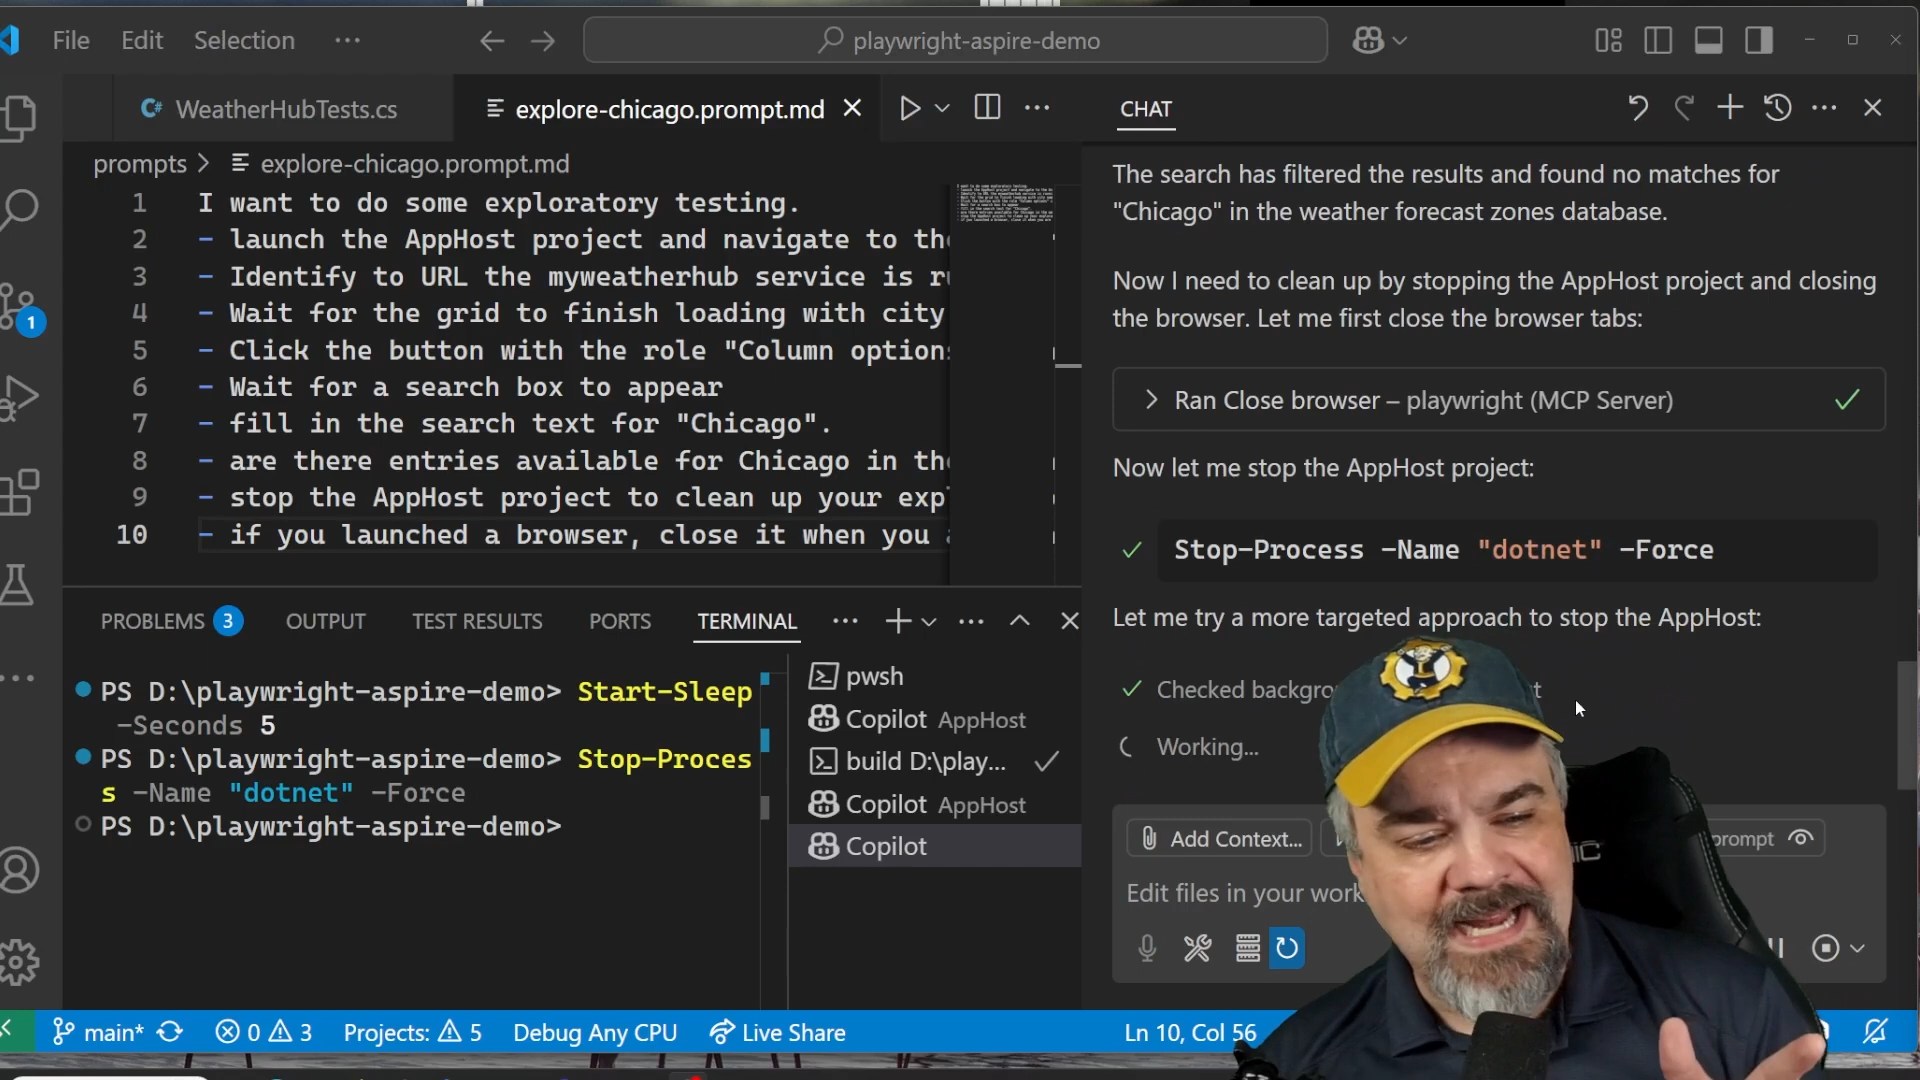 File Edit Selection ··· playwright-aspire-demo
WeatherHubTests.cs explore-chicago.prompt.md
prompts > explore-chicago.prompt.md
1 I want to do some exploratory testing.
2 - launch the AppHost project and navigate to the
3 - Identify to URL the myweatherhub service is
4 - Wait for the grid to finish loading with city
5 - Click the button with the role "Column options
6 - Wait for a search box to appear
7 - fill in the search text for "Chicago".
8 - are there entries available for Chicago in the
9 - stop the AppHost project to clean up your
10 - if you launched a browser, close it when you
PROBLEMS 3 OUTPUT TEST RESULTS PORTS TERMINAL
PS D:\playwright-aspire-demo> Start-Sleep
-Seconds 5
PS D:\playwright-aspire-demo> Stop-Proces
s -Name "dotnet" -Force
PS D:\playwright-aspire-demo>
pwsh
Copilot AppHost
build D:\play...
Copilot AppHost
Copilot
CHAT
The search has filtered the results and found no matches for
"Chicago" in the weather forecast zones database.
Now I need to clean up by stopping the AppHost project and closing
the browser. Let me first close the browser tabs:
Ran Close browser – playwright (MCP Server)
Now let me stop the AppHost project:
Stop-Process -Name "dotnet" -Force
Let me try a more targeted approach to stop the AppHost:
Checked
Working...
Add Context... prompt
Edit files in your
1
main* 0 3 Projects: 5 Debug Any CPU Live Share Ln 10, Col 56